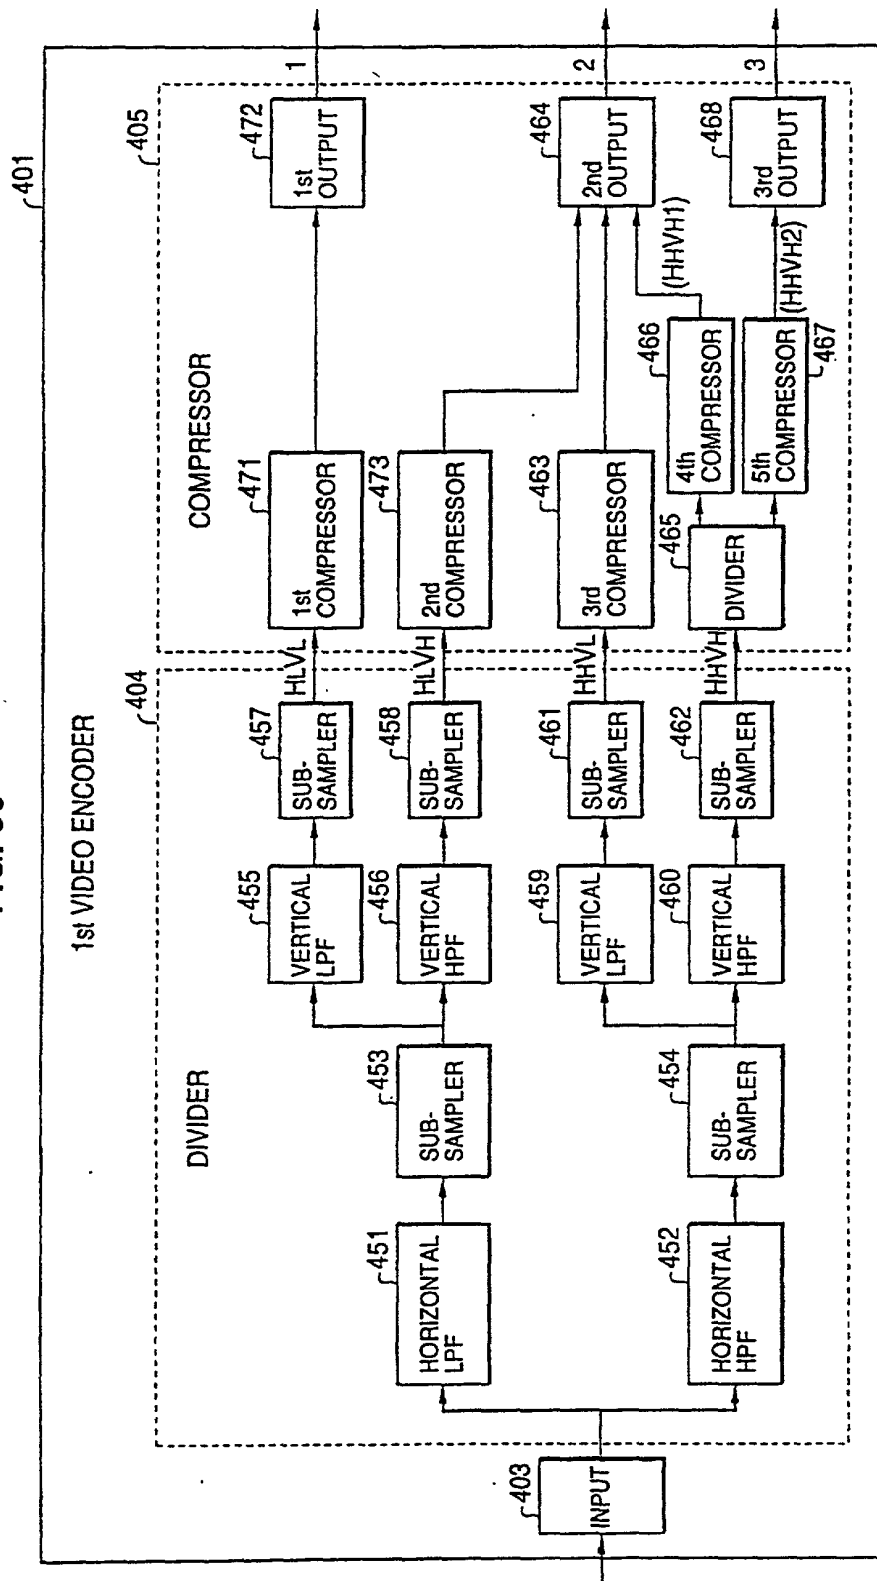 1st VIDEO ENCODER
401
404
405
DIVIDER
COMPRESSOR
403
INPUT
451
HORIZONTAL
LPF
452
HORIZONTAL
HPF
453
SUB-
SAMPLER
454
SUB-
SAMPLER
455
VERTICAL
LPF
456
VERTICAL
HPF
459
VERTICAL
LPF
460
VERTICAL
HPF
457
SUB-
SAMPLER
458
SUB-
SAMPLER
461
SUB-
SAMPLER
462
SUB-
SAMPLER
HLVL
HLVH
HHVL
HHVH
471
1st
COMPRESSOR
473
2nd
COMPRESSOR
463
3rd
COMPRESSOR
465
DIVIDER
466
4th
COMPRESSOR
467
5th
COMPRESSOR
(HHVH1)
(HHVH2)
472
1st
OUTPUT
464
2nd
OUTPUT
468
3rd
OUTPUT
1
2
3